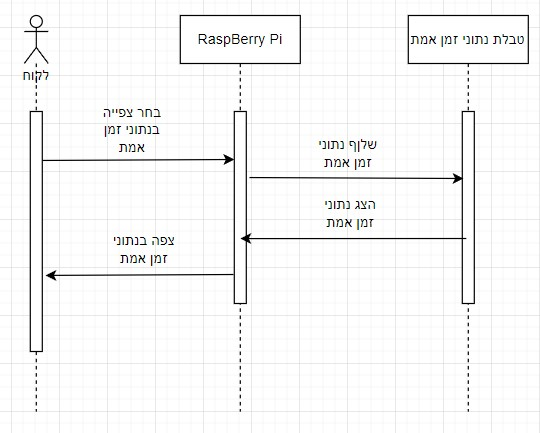 לקוח
RaspBerry Pi
טבלת נתוני זמן אמת
בחר צפייה
בנתוני זמן
אמת
שלןף נתוני
זמן אמת
הצג נתוני
זמן אמת
צפה בנתוני
זמן אמת